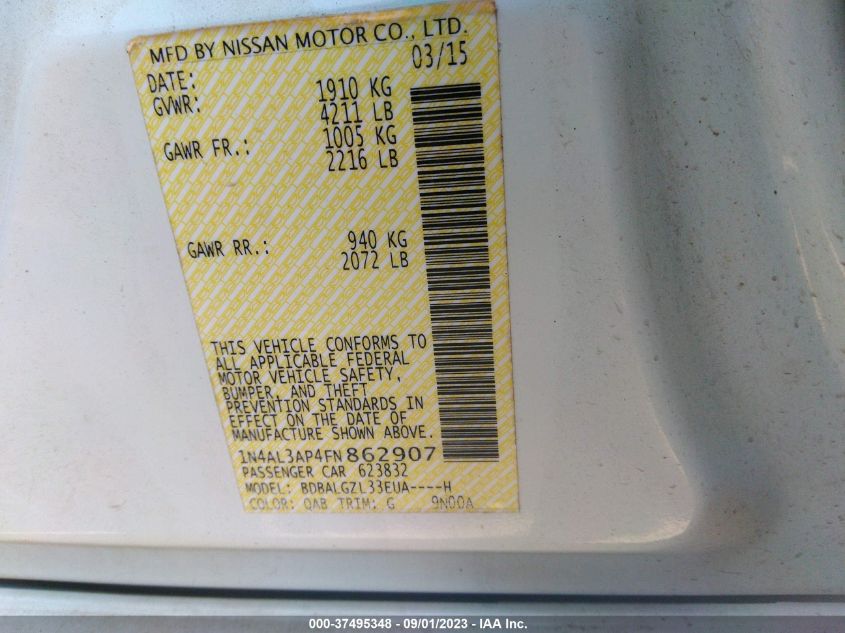 MFD BY NISSAN MOTOR CO., LTD.
DATE: 03/15
GVWR: 1910 KG
4211 LB
GAWR FR.: 1005 KG
2216 LB
GAWR RR.: 940 KG
2072 LB
THIS VEHICLE CONFORMS TO
ALL APPLICABLE FEDERAL
MOTOR VEHICLE SAFETY,
BUMPER, AND THEFT
PREVENTION STANDARDS IN
EFFECT ON THE DATE OF
MANUFACTURE SHOWN ABOVE.
1N4AL3AP4FN862907
PASSENGER CAR 623832
MODEL: BDBALGZL33EUA----H
COLOR: QAB TRIM: G 9N00A
000-37495348 - 09/01/2023 - IAA Inc.